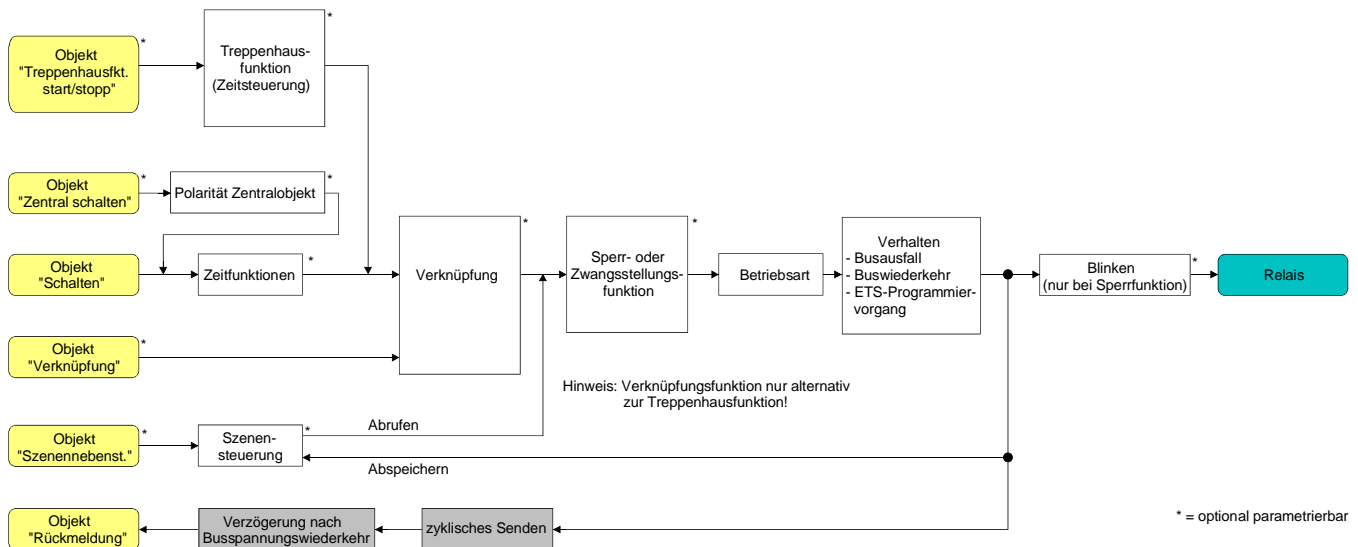 *
*
Objekt
"Treppenhausfkt.
start/stopp"
Treppenhaus-
funktion
(Zeitsteuerung)
*
*
Objekt
"Zentral schalten"
Polarität Zentralobjekt
*
*
*
Objekt
"Schalten"
Zeitfunktionen
*
Verknüpfung
Sperr- oder
Zwangsstellungs-
funktion
Betriebsart
Verhalten
- Busausfall
- Buswiederkehr
- ETS-Programmier-
vorgang
Blinken
(nur bei Sperrfunktion)
*
Relais
Objekt
"Verknüpfung"
*
Hinweis: Verknüpfungsfunktion nur alternativ
zur Treppenhausfunktion!
Objekt
"Szenennebenst."
*
Szenen-
steuerung
*
Abrufen
Abspeichern
Objekt
"Rückmeldung"
Verzögerung nach
Busspannungswiederkehr
zyklisches Senden
* = optional parametrierbar